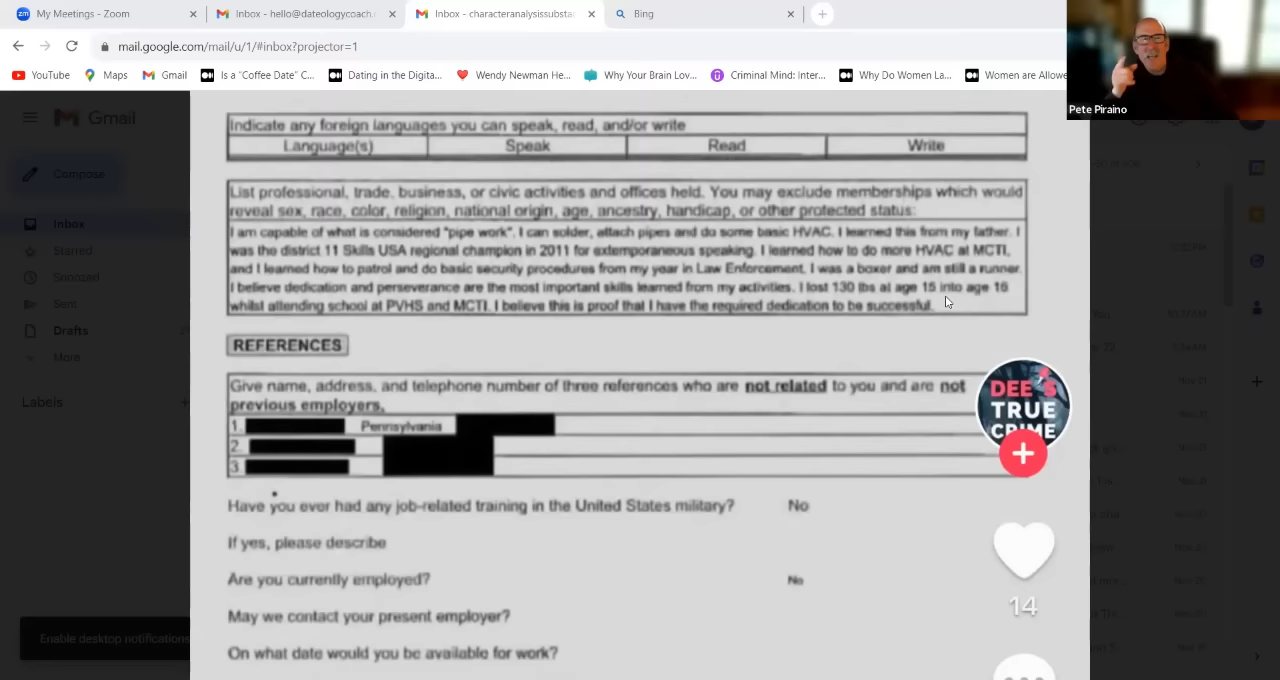 My Meetings - Zoom
Inbox - hello@dateologycoach.
Inbox - characteranalysissubsta
Bing
mail.google.com/mail/u/1/#inbox?projector=1
YouTube
Maps
Gmail
Is a “Coffee Date” C...
Dating in the Digita...
Wendy Newman He...
Why Your Brain Lov...
Criminal Mind: Inter...
Why Do Women La...
Women are Allowe
Pete Piraino
Gmail
Compose
Inbox
Starred
Snoozed
Sent
Drafts
More
Labels
Enable desktop notifications
Indicate any foreign languages you can speak, read, and/or write
Language(s) Speak Read Write
List professional, trade, business, or civic activities and offices held. You may exclude memberships which would
reveal sex, race, color, religion, national origin, age, ancestry, handicap, or other protected status:
I am capable of what is considered "pipe work". I can solder, attach pipes and do some basic HVAC. I learned this from my father. I
was the district 11 Skills USA regional champion in 2011 for extemporaneous speaking. I learned how to do more HVAC at MCTI,
and I learned how to patrol and do basic security procedures from my year in Law Enforcement. I was a boxer and am still a runner.
I believe dedication and perseverance are the most important skills learned from my activities. I lost 130 lbs at age 15 into age 16
whilst attending school at PVHS and MCTI. I believe this is proof that I have the required dedication to be successful.
REFERENCES
Give name, address, and telephone number of three references who are not related to you and are not
previous employers.
1. Pennsylvania
2.
3.
Have you ever had any job-related training in the United States military? No
If yes, please describe
Are you currently employed? No
May we contact your present employer?
On what date would you be available for work?
DEE'S
TRUE
CRIME
14